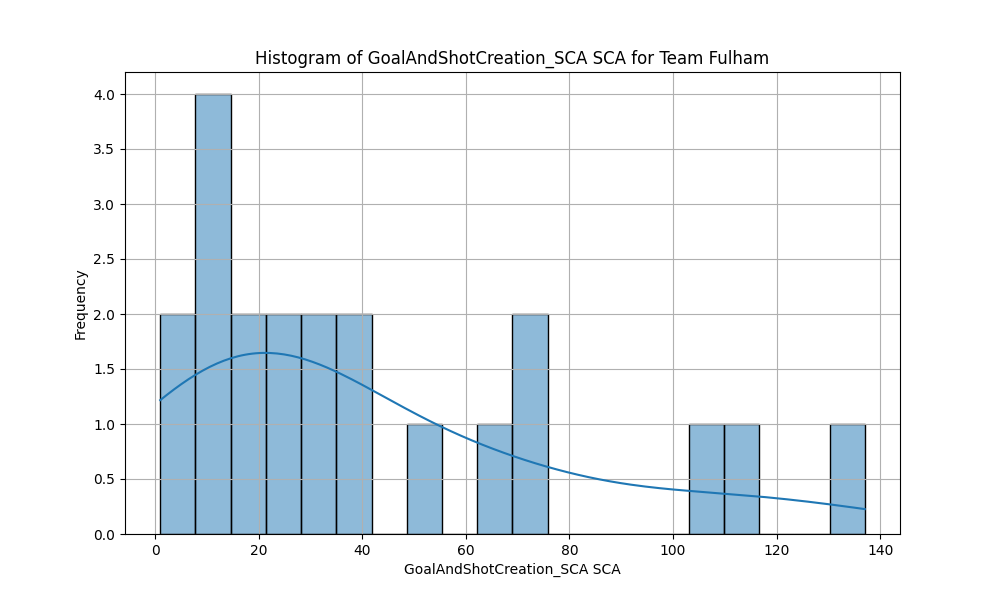 Histogram of GoalAndShotCreation_SCA SCA for Team Fulham
4.0
3.5
3.0
2.5
2.0
1.5
1.0
0.5
0.0
Frequency
0 20 40 60 80 100 120 140
GoalAndShotCreation_SCA SCA